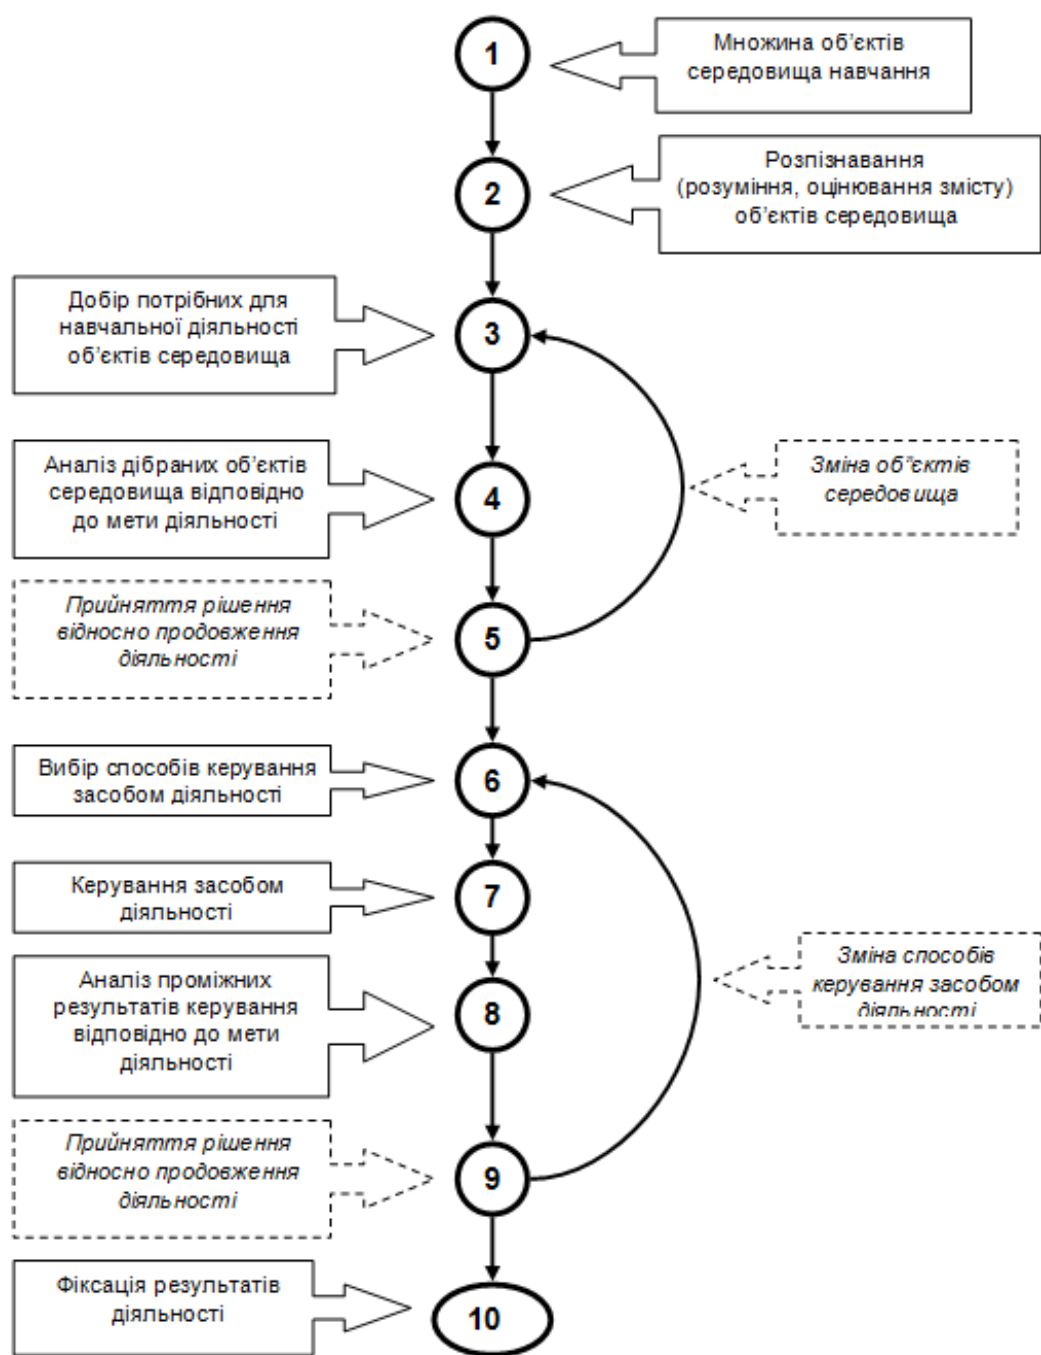 1
Множина об’єктів
середовища навчання
2
Розпізнавання
(розуміння, оцінювання змісту)
об’єктів середовища
Добір потрібних для
навчальної діяльності
об’єктів середовища
3
Аналіз дібраних об’єктів
середовища відповідно
до мети діяльності
4
Зміна об”єктів
середовища
Прийняття рішення
відносно продовження
діяльності
5
Вибір способів керування
засобом діяльності
6
Керування засобом
діяльності
7
Аналіз проміжних
результатів керування
відповідно до мети
діяльності
8
Зміна способів
керування засобом
діяльності
Прийняття рішення
відносно продовження
діяльності
9
Фіксація результатів
діяльності
10